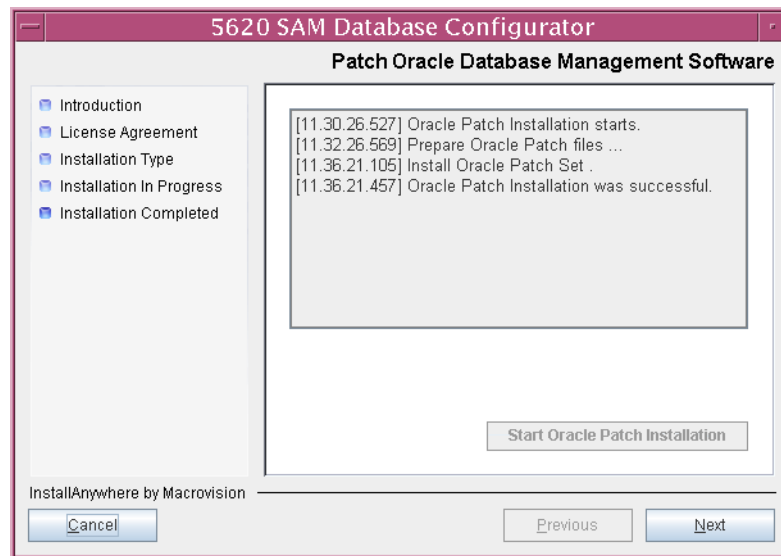 5620 SAM Database Configurator
Patch Oracle Database Management Software
Introduction
License Agreement
Installation Type
Installation In Progress
Installation Completed
[11.30.26.527] Oracle Patch Installation starts.
[11.32.26.569] Prepare Oracle Patch files ...
[11.36.21.105] Install Oracle Patch Set .
[11.36.21.457] Oracle Patch Installation was successful.
Start Oracle Patch Installation
InstallAnywhere by Macrovision
Cancel
Previous
Next